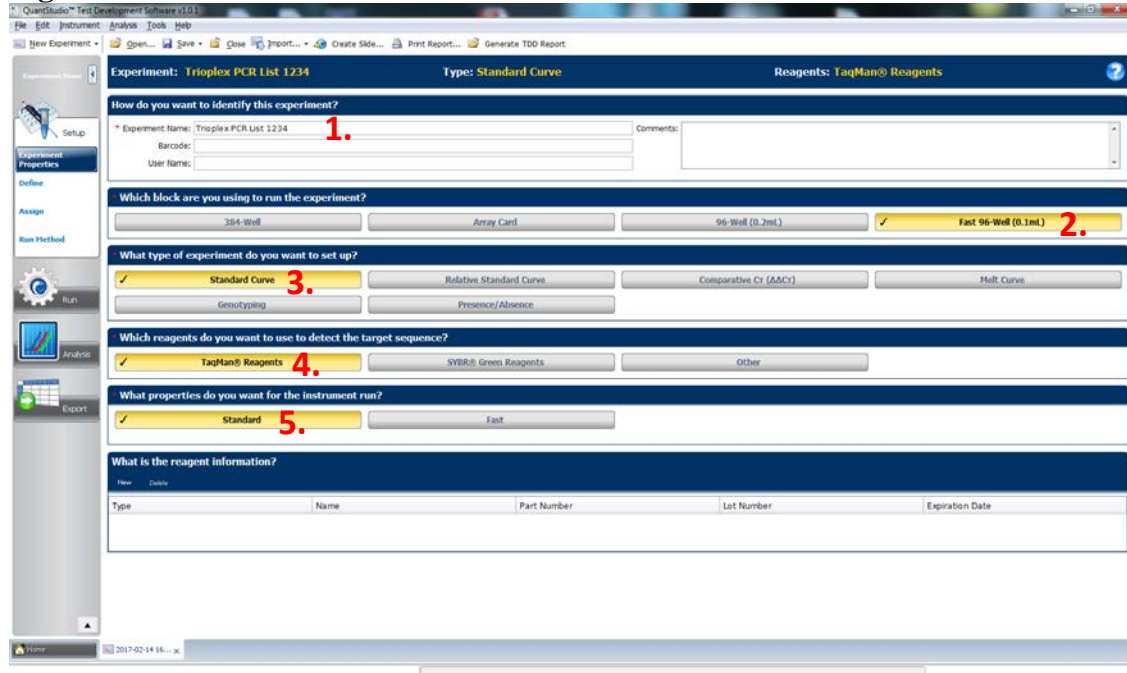 QuantStudio™ Test Development Software v1.0.1
File Edit Instrument Analysis Tools Help
New Experiment Open... Save Close Import... Create Slide... Print Report... Generate TDD Report
Experiment Menu
Experiment: Trioplex PCR List 1234 Type: Standard Curve Reagents: TaqMan® Reagents ?
How do you want to identify this experiment?
* Experiment Name: Trioplex PCR List 1234 1. Comments:
Barcode:
User Name:
Setup
Experiment Properties
Define
Assign
Run Method
* Which block are you using to run the experiment?
384-Well Array Card 96-Well (0.2mL) ✓ Fast 96-Well (0.1mL) 2.
* What type of experiment do you want to set up?
✓ Standard Curve 3. Relative Standard Curve Comparative CT (ΔΔCT) Melt Curve
Genotyping Presence/Absence
Run
* Which reagents do you want to use to detect the target sequence?
✓ TaqMan® Reagents 4. SYBR® Green Reagents Other
Analysis
* What properties do you want for the instrument run?
✓ Standard 5. Fast
Export
What is the reagent information?
New Delete
Type Name Part Number Lot Number Expiration Date
Home 2017-02-14 16... x